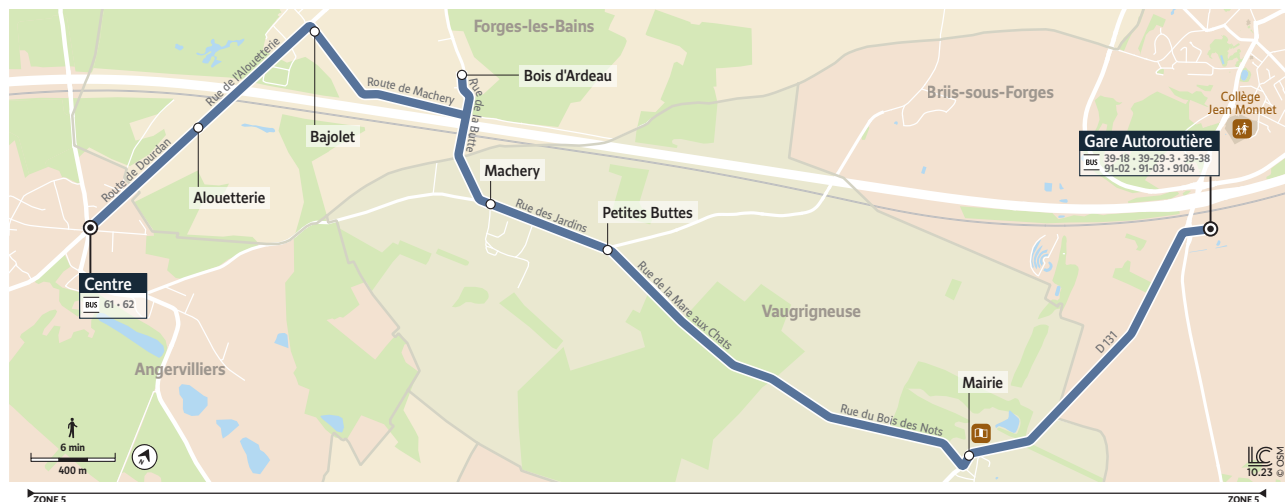 Forges-les-Bains
Rue de l'Alouetterie
Bois d'Ardeau
Route de Machery
Rue de la Butte
Briis-sous-Forges
Collège
Jean Monnet
Bajolet
Gare Autoroutière
BUS 39-18 • 39-29-3 • 39-38
91-02 • 91-03 • 9104
Route de Dourdan
Alouetterie
Machery
Rue des Jardins
Petites Buttes
Centre
BUS 61 • 62
Rue de la Mare aux Chats
Vaugrigneuse
Angervilliers
D 131
Mairie
Rue du Bois des Nots
6 min
400 m
N
LC
10.23
© OSM
ZONE 5
ZONE 5